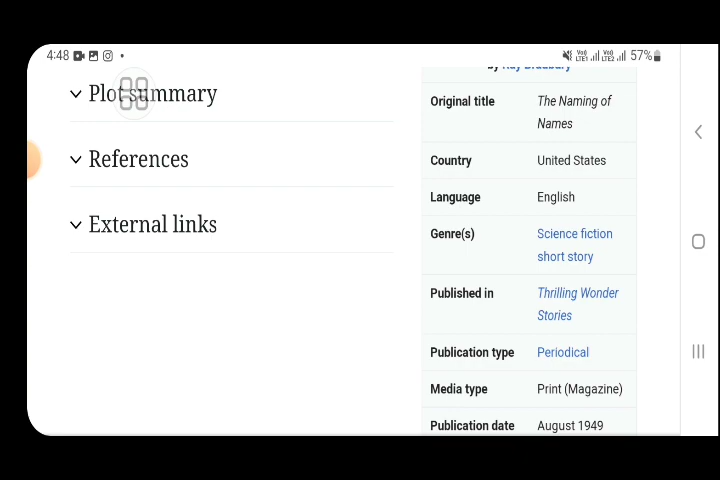 4:48
LTE1 LTE2 57%
by Ray Bradbury
Plot summary
Original title The Naming of
Names
References
Country United States
Language English
External links
Genre(s) Science fiction
short story
Published in Thrilling Wonder
Stories
Publication type Periodical
Media type Print (Magazine)
Publication date August 1949